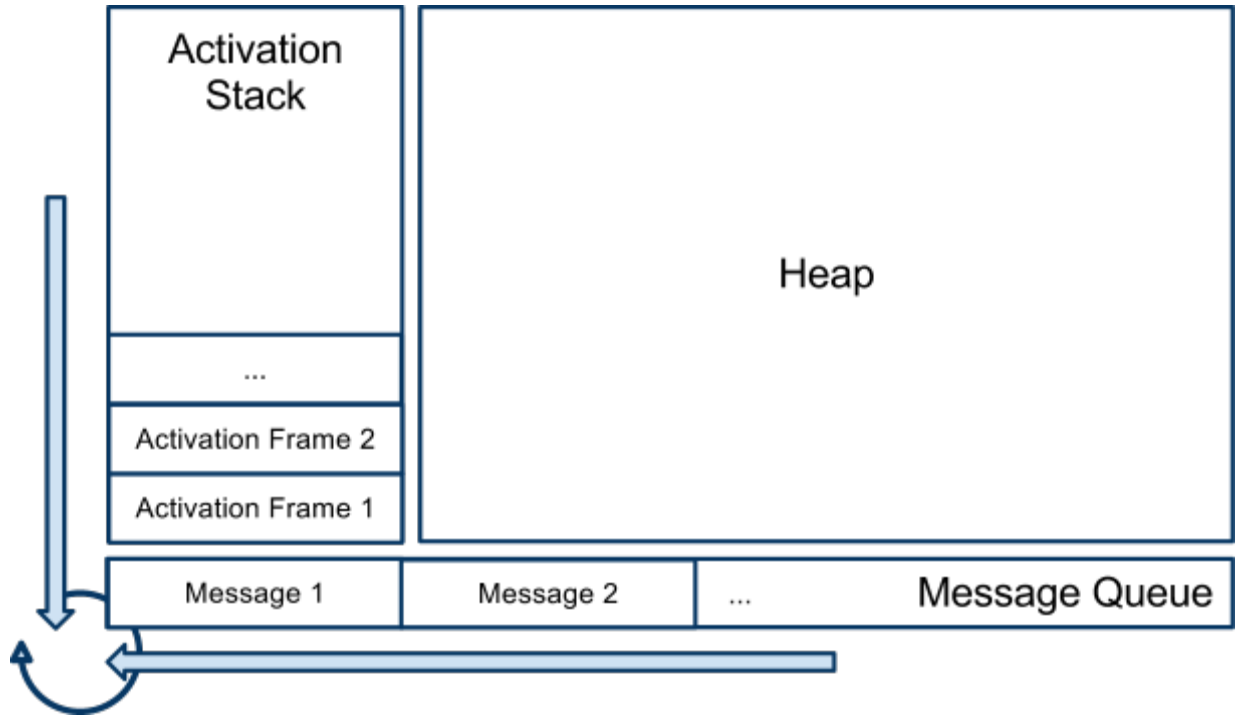 Activation
Stack
Heap
...
Activation Frame 2
Activation Frame 1
Message 1
Message 2
...
Message Queue